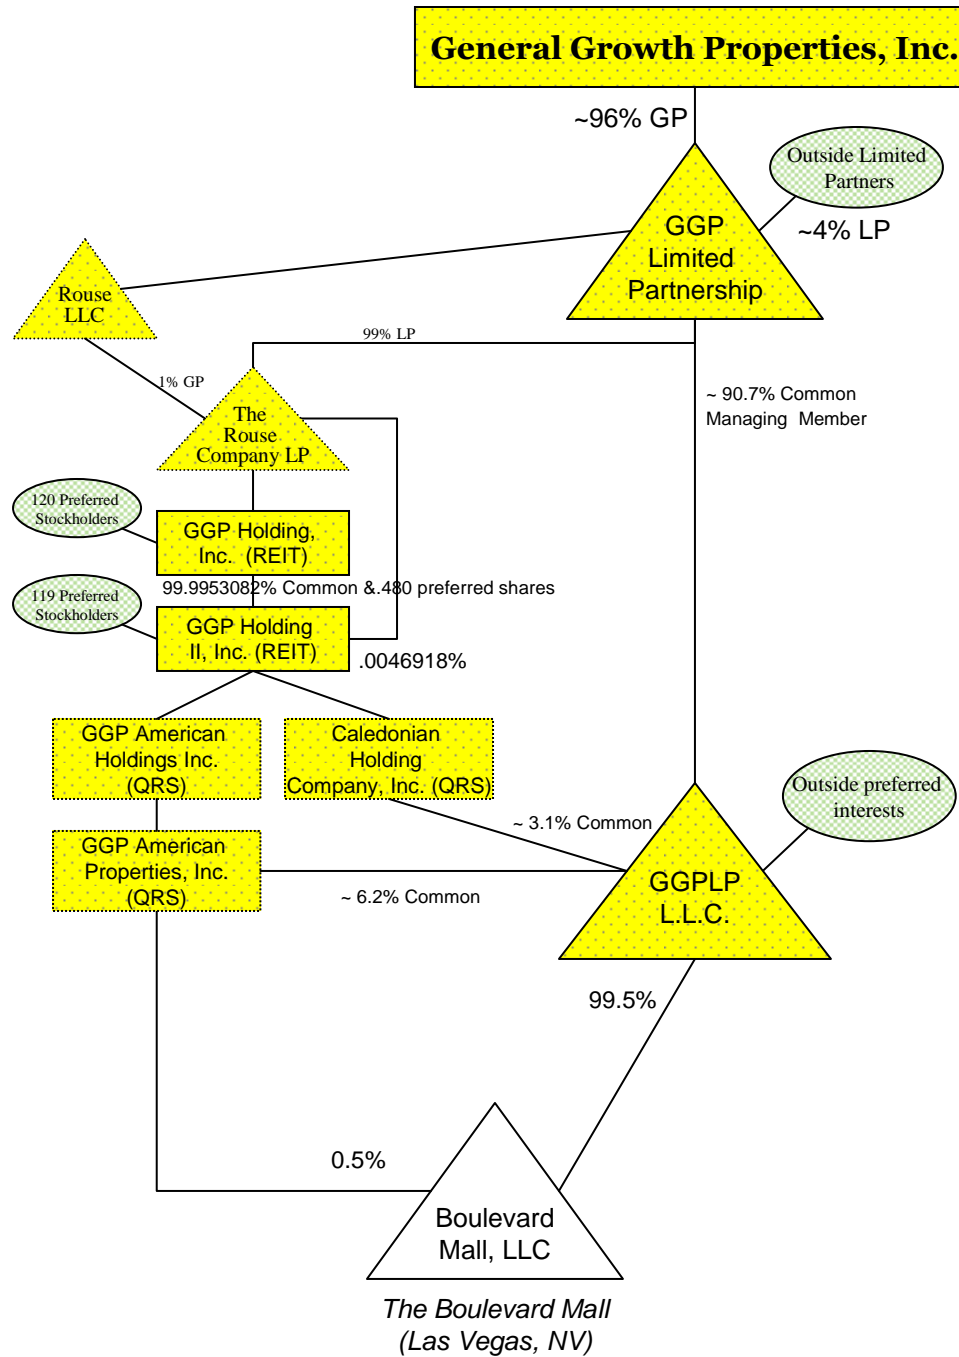 General Growth Properties, Inc.
~96% GP
Outside Limited
Partners
~4% LP
GGP
Limited
Partnership
Rouse
LLC
99% LP
1% GP
~ 90.7% Common
Managing Member
The
Rouse
Company LP
120 Preferred
Stockholders
GGP Holding,
Inc. (REIT)
99.9953082% Common &.480 preferred shares
119 Preferred
Stockholders
GGP Holding
II, Inc. (REIT)
.0046918%
GGP American
Holdings Inc.
(QRS)
Caledonian
Holding
Company, Inc. (QRS)
Outside preferred
interests
~ 3.1% Common
GGP American
Properties, Inc.
(QRS)
~ 6.2% Common
GGPLP
L.L.C.
99.5%
0.5%
Boulevard
Mall, LLC
The Boulevard Mall
(Las Vegas, NV)